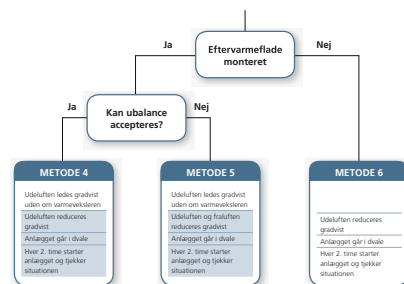 Eftervarmeflade
monteret
Ja
Nej
Kan ubalance
accepteres?
Ja
Nej
METODE 4
Udeluften ledes gradvist
uden om varmeveksleren
Udeluften reduceres
gradvist
Anlægget går i dvale
Hver 2. time starter
anlægget og tjekker
situationen
METODE 5
Udeluften ledes gradvist
uden om varmeveksleren
Udeluften og fraluften
reduceres gradvist
Anlægget går i dvale
Hver 2. time starter
anlægget og tjekker
situationen
METODE 6
Udeluften reduceres
gradvist
Anlægget går i dvale
Hver 2. time starter
anlægget og tjekker
situationen